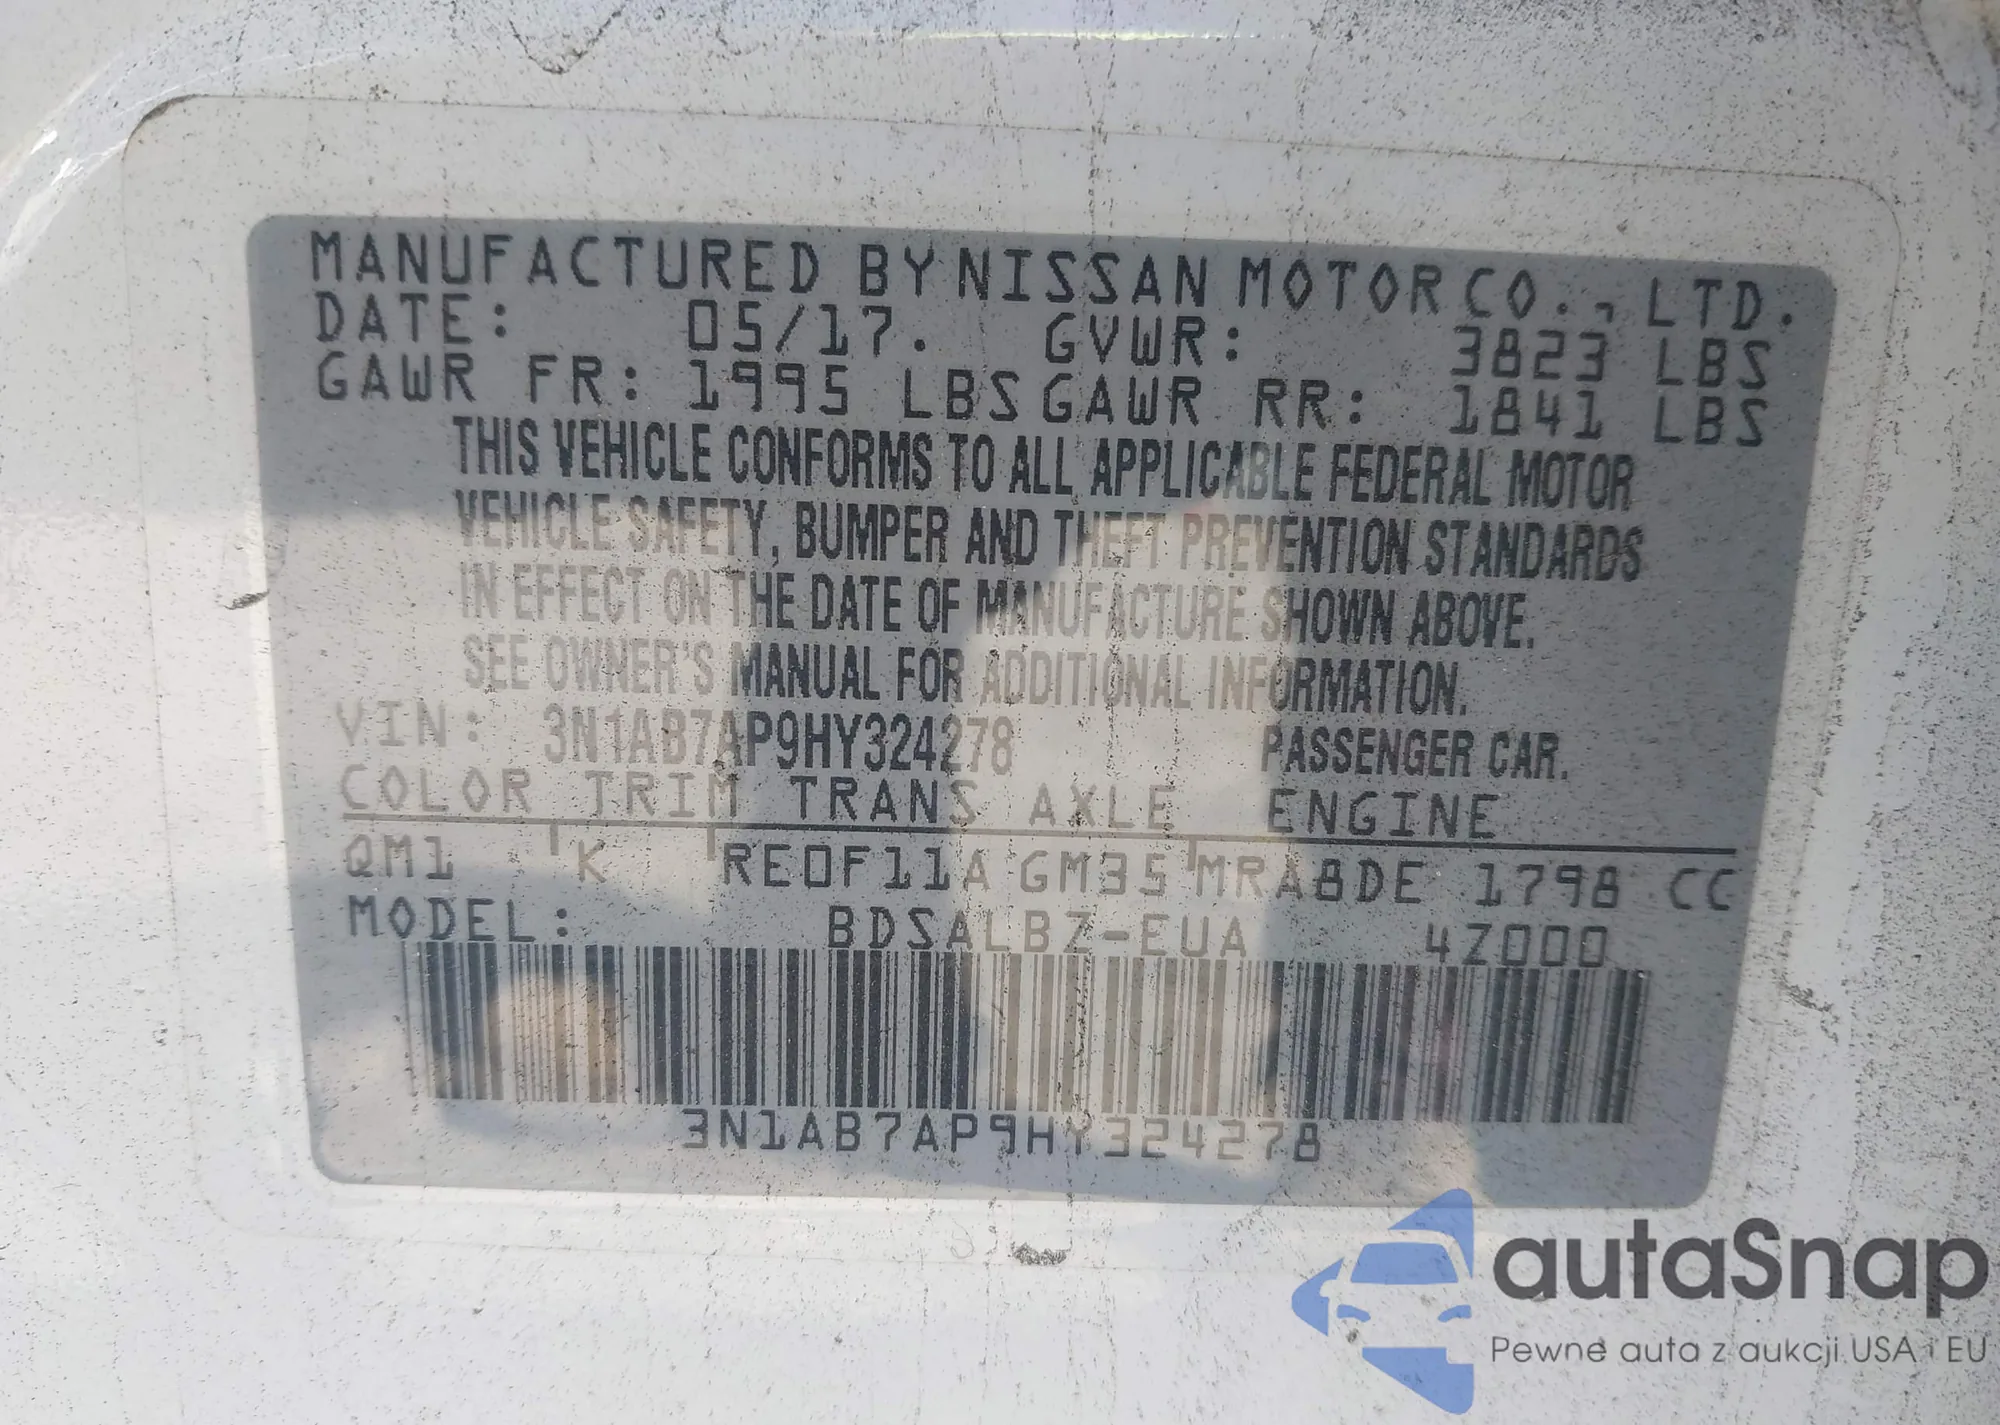 MANUFACTURED BY NISSAN MOTOR CO., LTD.
DATE: 05/17. GVWR: 3823 LBS
GAWR FR: 1995 LBS GAWR RR: 1841 LBS
THIS VEHICLE CONFORMS TO ALL APPLICABLE FEDERAL MOTOR
VEHICLE SAFETY, BUMPER AND THEFT PREVENTION STANDARDS
IN EFFECT ON THE DATE OF MANUFACTURE SHOWN ABOVE.
SEE OWNER'S MANUAL FOR ADDITIONAL INFORMATION.
VIN: 3N1AB7AP9HY324278 PASSENGER CAR.
COLOR TRIM TRANS AXLE ENGINE
QM1 K RE0F11A GM35 MRA8DE 1798 CC
MODEL: BDSALBZ-EUA 4Z000
3N1AB7AP9HY324278
autaSnap
Pewne auta z aukcji USA i EU